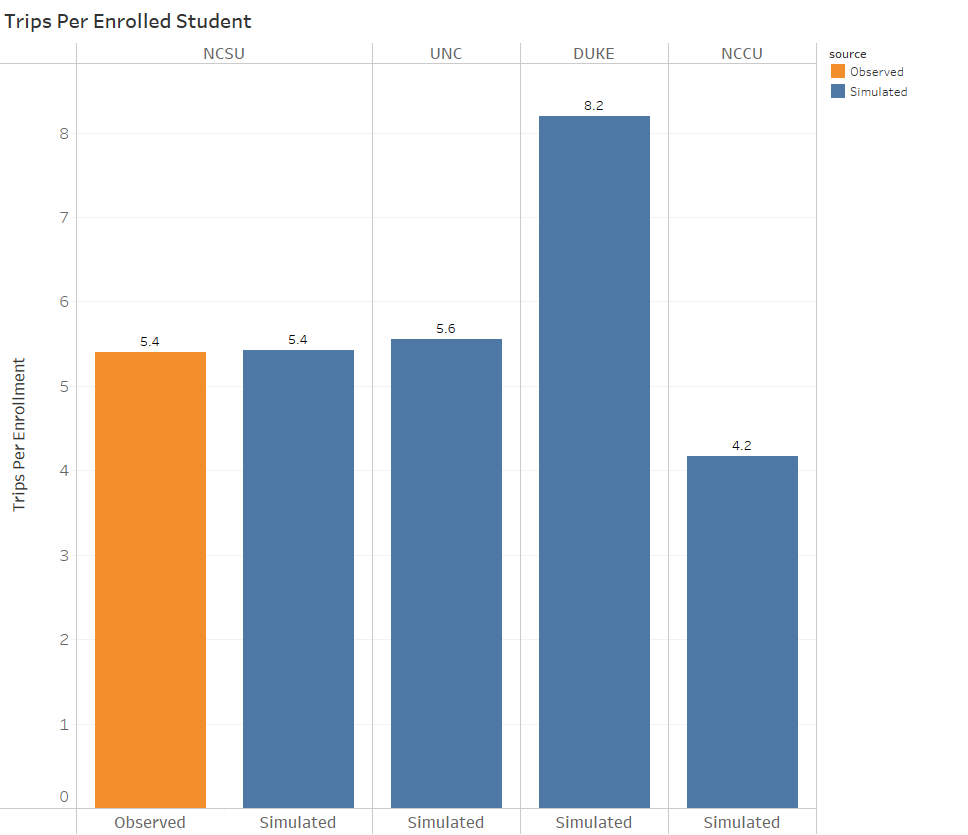 Trips Per Enrolled Student
NCSU UNC DUKE NCCU
source
Observed
Simulated
Trips Per Enrollment
8
7
6
5
4
3
2
1
0
5.4 5.4 5.6 8.2 4.2
Observed Simulated Simulated Simulated Simulated